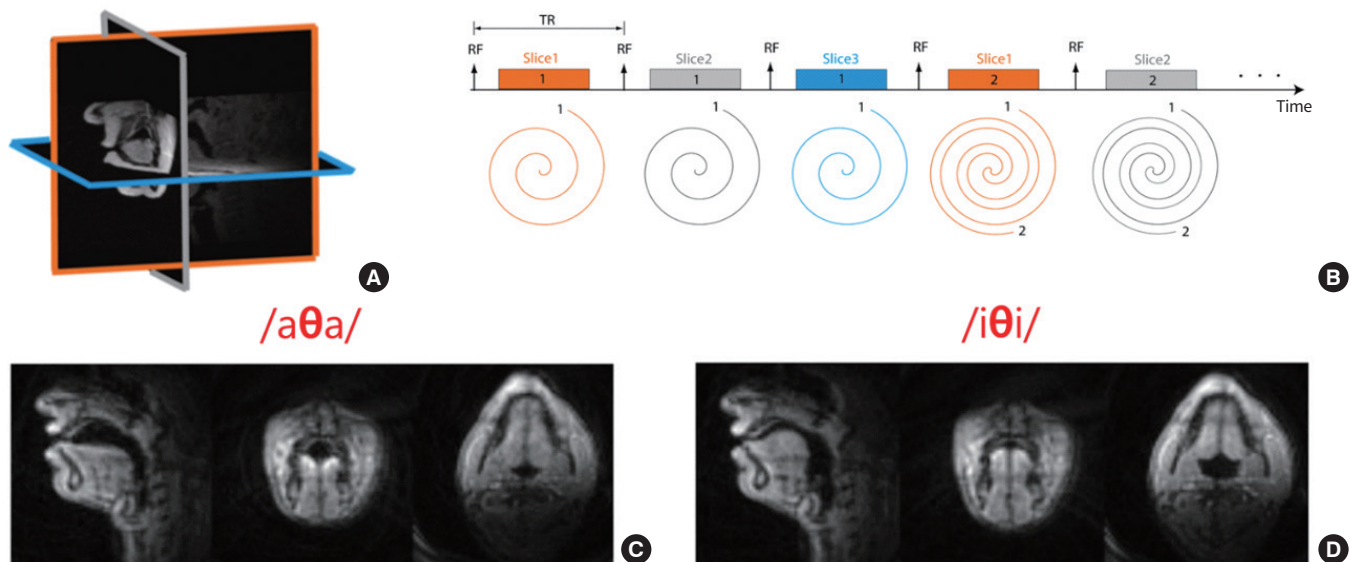 TR
RF RF RF RF RF
Slice1 Slice2 Slice3 Slice1 Slice2
1 1 1 2 2
. . .
Time
1 1 1 1 1
2 2
A B
/aθa/ /iθi/
C D